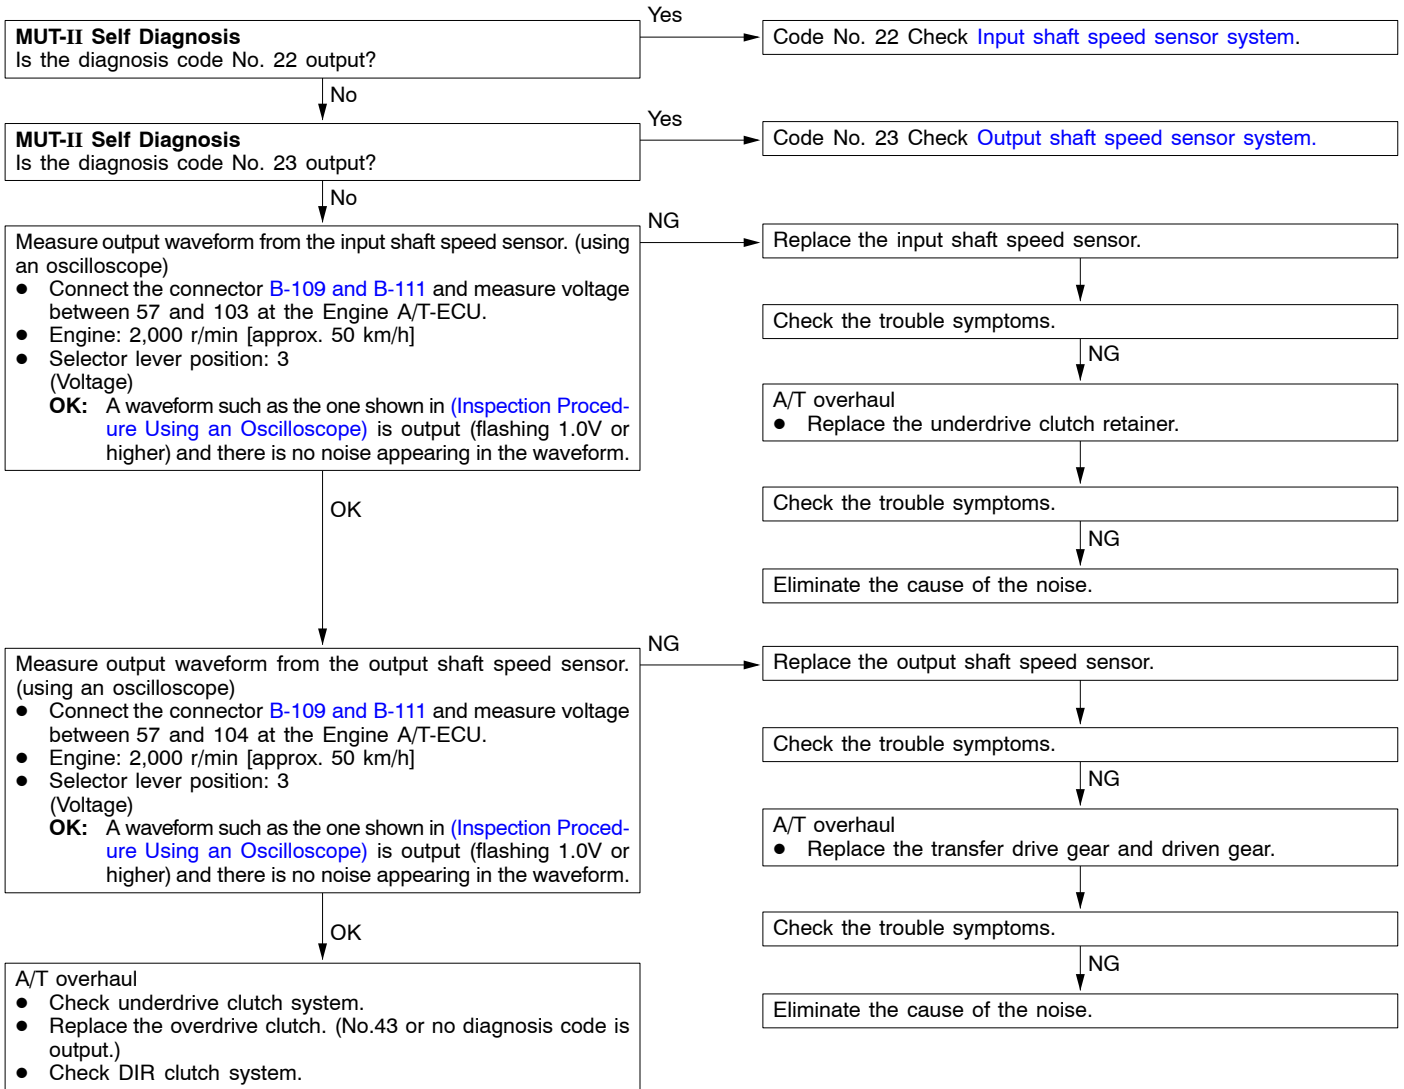 Yes
MUT-II Self Diagnosis
Is the diagnosis code No. 22 output?
Code No. 22 Check Input shaft speed sensor system.
No
Yes
MUT-II Self Diagnosis
Is the diagnosis code No. 23 output?
Code No. 23 Check Output shaft speed sensor system.
No
NG
Measure output waveform from the input shaft speed sensor. (using
an oscilloscope)
● Connect the connector B-109 and B-111 and measure voltage
between 57 and 103 at the Engine A/T-ECU.
● Engine: 2,000 r/min [approx. 50 km/h]
● Selector lever position: 3
(Voltage)
OK: A waveform such as the one shown in (Inspection Proced-
ure Using an Oscilloscope) is output (flashing 1.0V or
higher) and there is no noise appearing in the waveform.
Replace the input shaft speed sensor.
Check the trouble symptoms.
NG
A/T overhaul
● Replace the underdrive clutch retainer.
Check the trouble symptoms.
NG
Eliminate the cause of the noise.
OK
NG
Measure output waveform from the output shaft speed sensor.
(using an oscilloscope)
● Connect the connector B-109 and B-111 and measure voltage
between 57 and 104 at the Engine A/T-ECU.
● Engine: 2,000 r/min [approx. 50 km/h]
● Selector lever position: 3
(Voltage)
OK: A waveform such as the one shown in (Inspection Proced-
ure Using an Oscilloscope) is output (flashing 1.0V or
higher) and there is no noise appearing in the waveform.
Replace the output shaft speed sensor.
Check the trouble symptoms.
NG
A/T overhaul
● Replace the transfer drive gear and driven gear.
Check the trouble symptoms.
NG
Eliminate the cause of the noise.
OK
A/T overhaul
● Check underdrive clutch system.
● Replace the overdrive clutch. (No.43 or no diagnosis code is
output.)
● Check DIR clutch system.